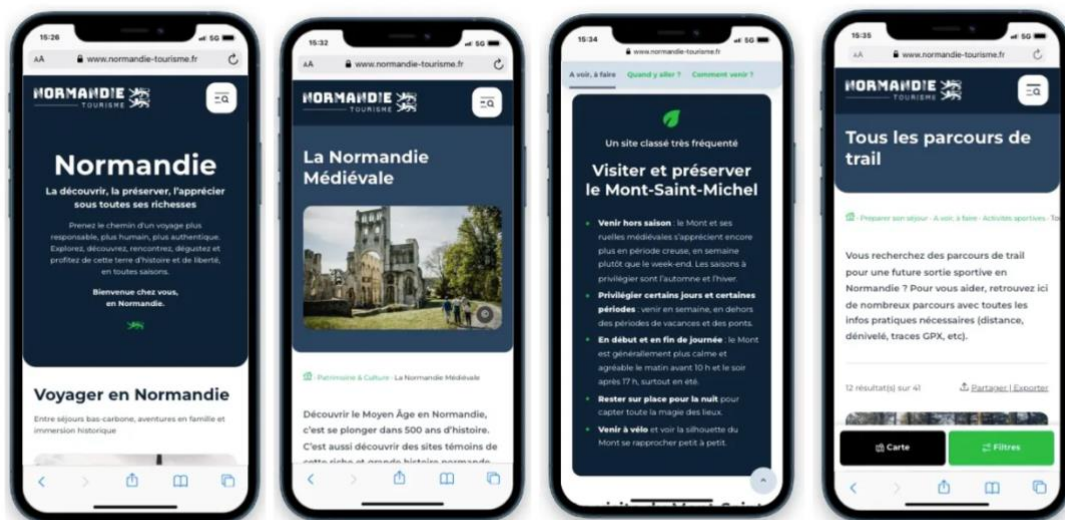 15:26
5G
AA
www.normandie-tourisme.fr
NORMANDIE
TOURISME
Normandie
La découvrir, la préserver, l'apprécier
sous toutes ses richesses
Prenez le chemin d'un voyage plus
responsable, plus humain, plus authentique.
Explorez, découvrez, rencontrez, dégustez et
profitez de cette terre d'histoire et de liberté,
en toutes saisons.
Bienvenue chez vous,
en Normandie.
Voyager en Normandie
Entre séjours bas-carbone, aventures en famille et
immersion historique
15:32
5G
AA
www.normandie-tourisme.fr
NORMANDIE
TOURISME
La Normandie
Médiévale
©
Patrimoine & Culture - La Normandie Médiévale
Découvrir le Moyen Âge en Normandie,
c'est se plonger dans 500 ans d'histoire.
C'est aussi découvrir des sites témoins de
cette riche et grande histoire normande
15:34
5G
www.normandie-tourisme.fr
A voir, à faire Quand y aller ? Comment venir ?
Un site classé très fréquenté
Visiter et préserver
le Mont-Saint-Michel
Venir hors saison : le Mont et ses
ruelles médiévales s'apprécient encore
plus en période creuse, en semaine
plutôt que le week-end. Les saisons à
privilégier sont l'automne et l'hiver.
Privilégier certains jours et certaines
périodes : venir en semaine, en dehors
des périodes de vacances et des ponts.
En début et en fin de journée : le Mont
est généralement plus calme et
agréable le matin avant 10 h et le soir
après 17 h, surtout en été.
Rester sur place pour la nuit pour
capter toute la magie des lieux.
Venir à vélo et voir la silhouette du
Mont se rapprocher petit à petit.
15:35
5G
AA
www.normandie-tourisme.fr
NORMANDIE
TOURISME
Tous les parcours de
trail
Préparer son séjour - A voir, à faire - Activités sportives - To
Vous recherchez des parcours de trail
pour une future sortie sportive en
Normandie ? Pour vous aider, retrouvez ici
de nombreux parcours avec toutes les
infos pratiques nécessaires (distance,
dénivelé, traces GPX, etc).
12 résultat(s) sur 41 Partager | Exporter
Carte Filtres